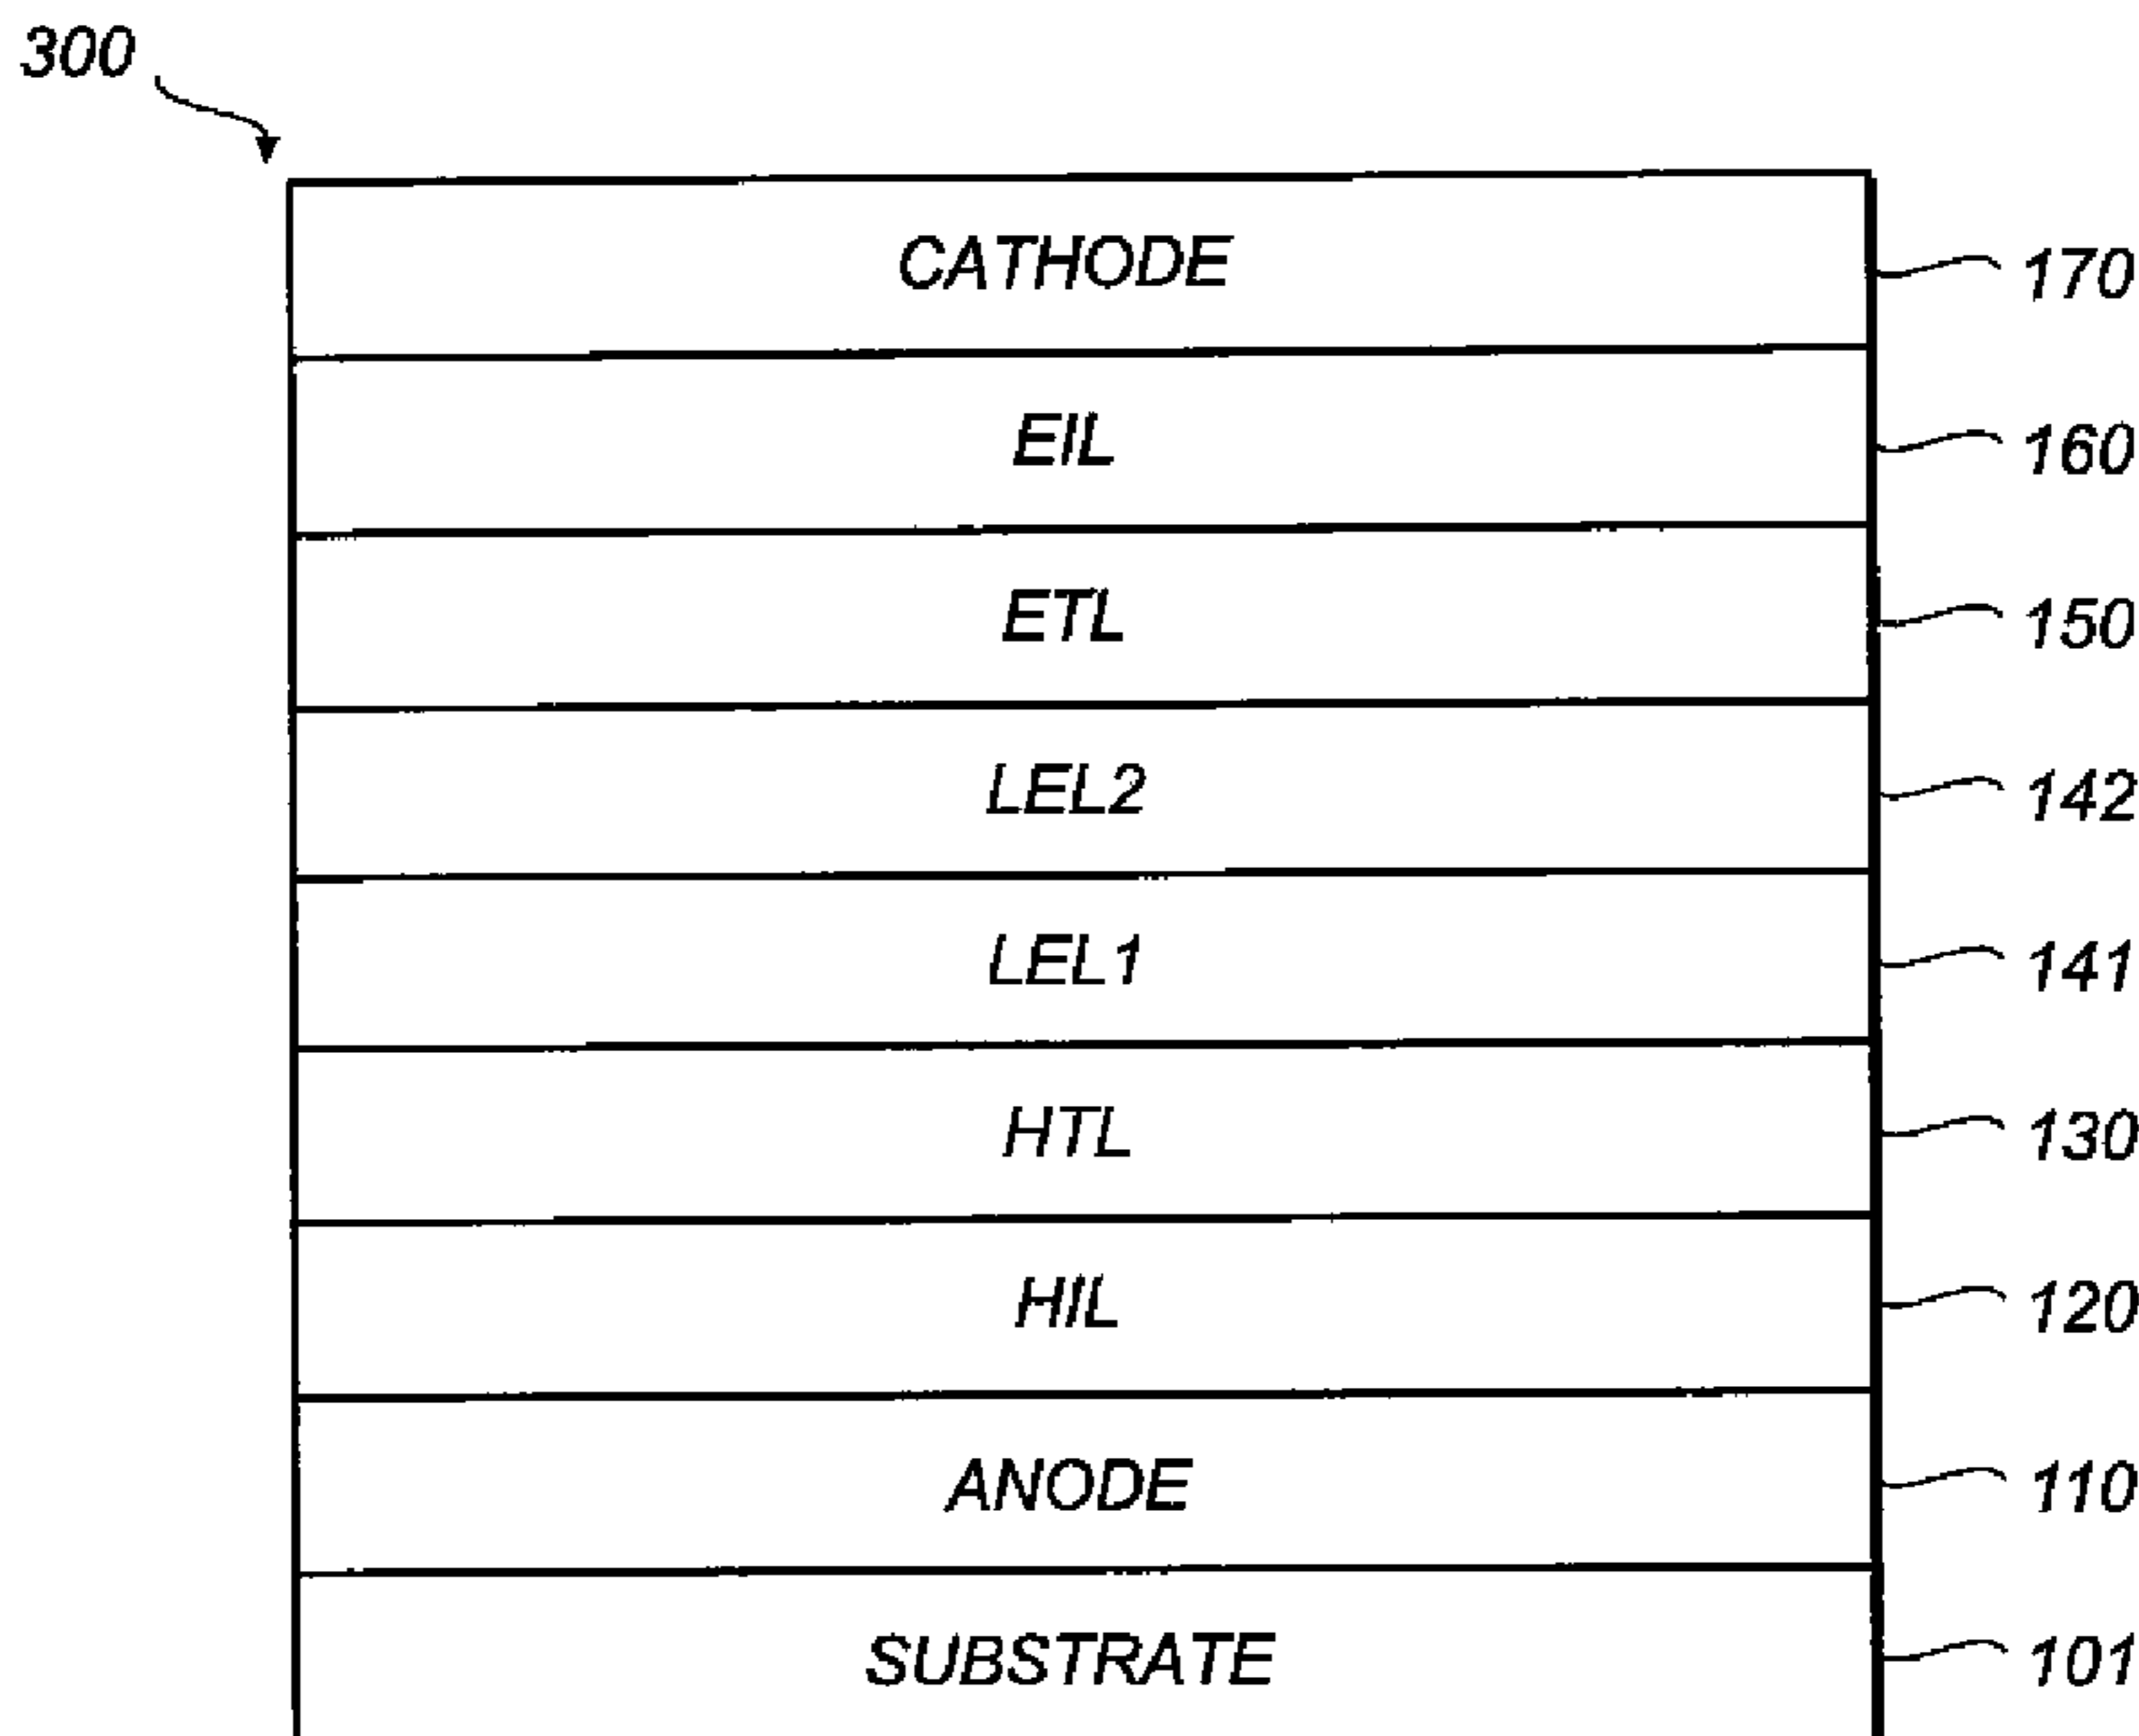 300
CATHODE 170
EIL 160
ETL 150
LEL2 142
LEL1 141
HTL 130
HIL 120
ANODE 110
SUBSTRATE 101